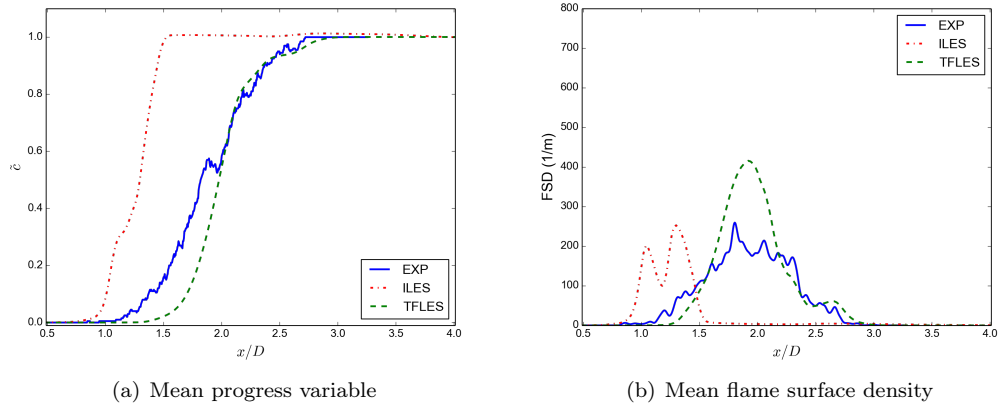 1.0
0.8
0.6
0.4
0.2
0.0
c̃
EXP
ILES
TFLES
0.5 1.0 1.5 2.0 2.5 3.0 3.5 4.0
x/D
(a) Mean progress variable
800
700
600
500
400
300
200
100
0
FSD (1/m)
EXP
ILES
TFLES
0.5 1.0 1.5 2.0 2.5 3.0 3.5 4.0
x/D
(b) Mean flame surface density